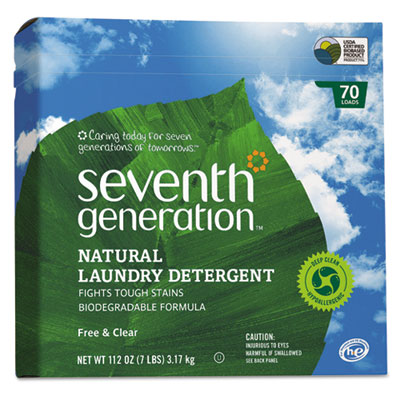 USDA
CERTIFIED
BIOBASED
PRODUCT
70
LOADS
Caring today for seven
generations of tomorrows.™
seventh
generation™
NATURAL
LAUNDRY DETERGENT
FIGHTS TOUGH STAINS
BIODEGRADABLE FORMULA
Free & Clear
DEEP CLEAN
HYPOALLERGENIC
NET WT 112 OZ (7 LBS) 3.17 kg
CAUTION:
INJURIOUS TO EYES
HARMFUL IF SWALLOWED
SEE BACK PANEL
he